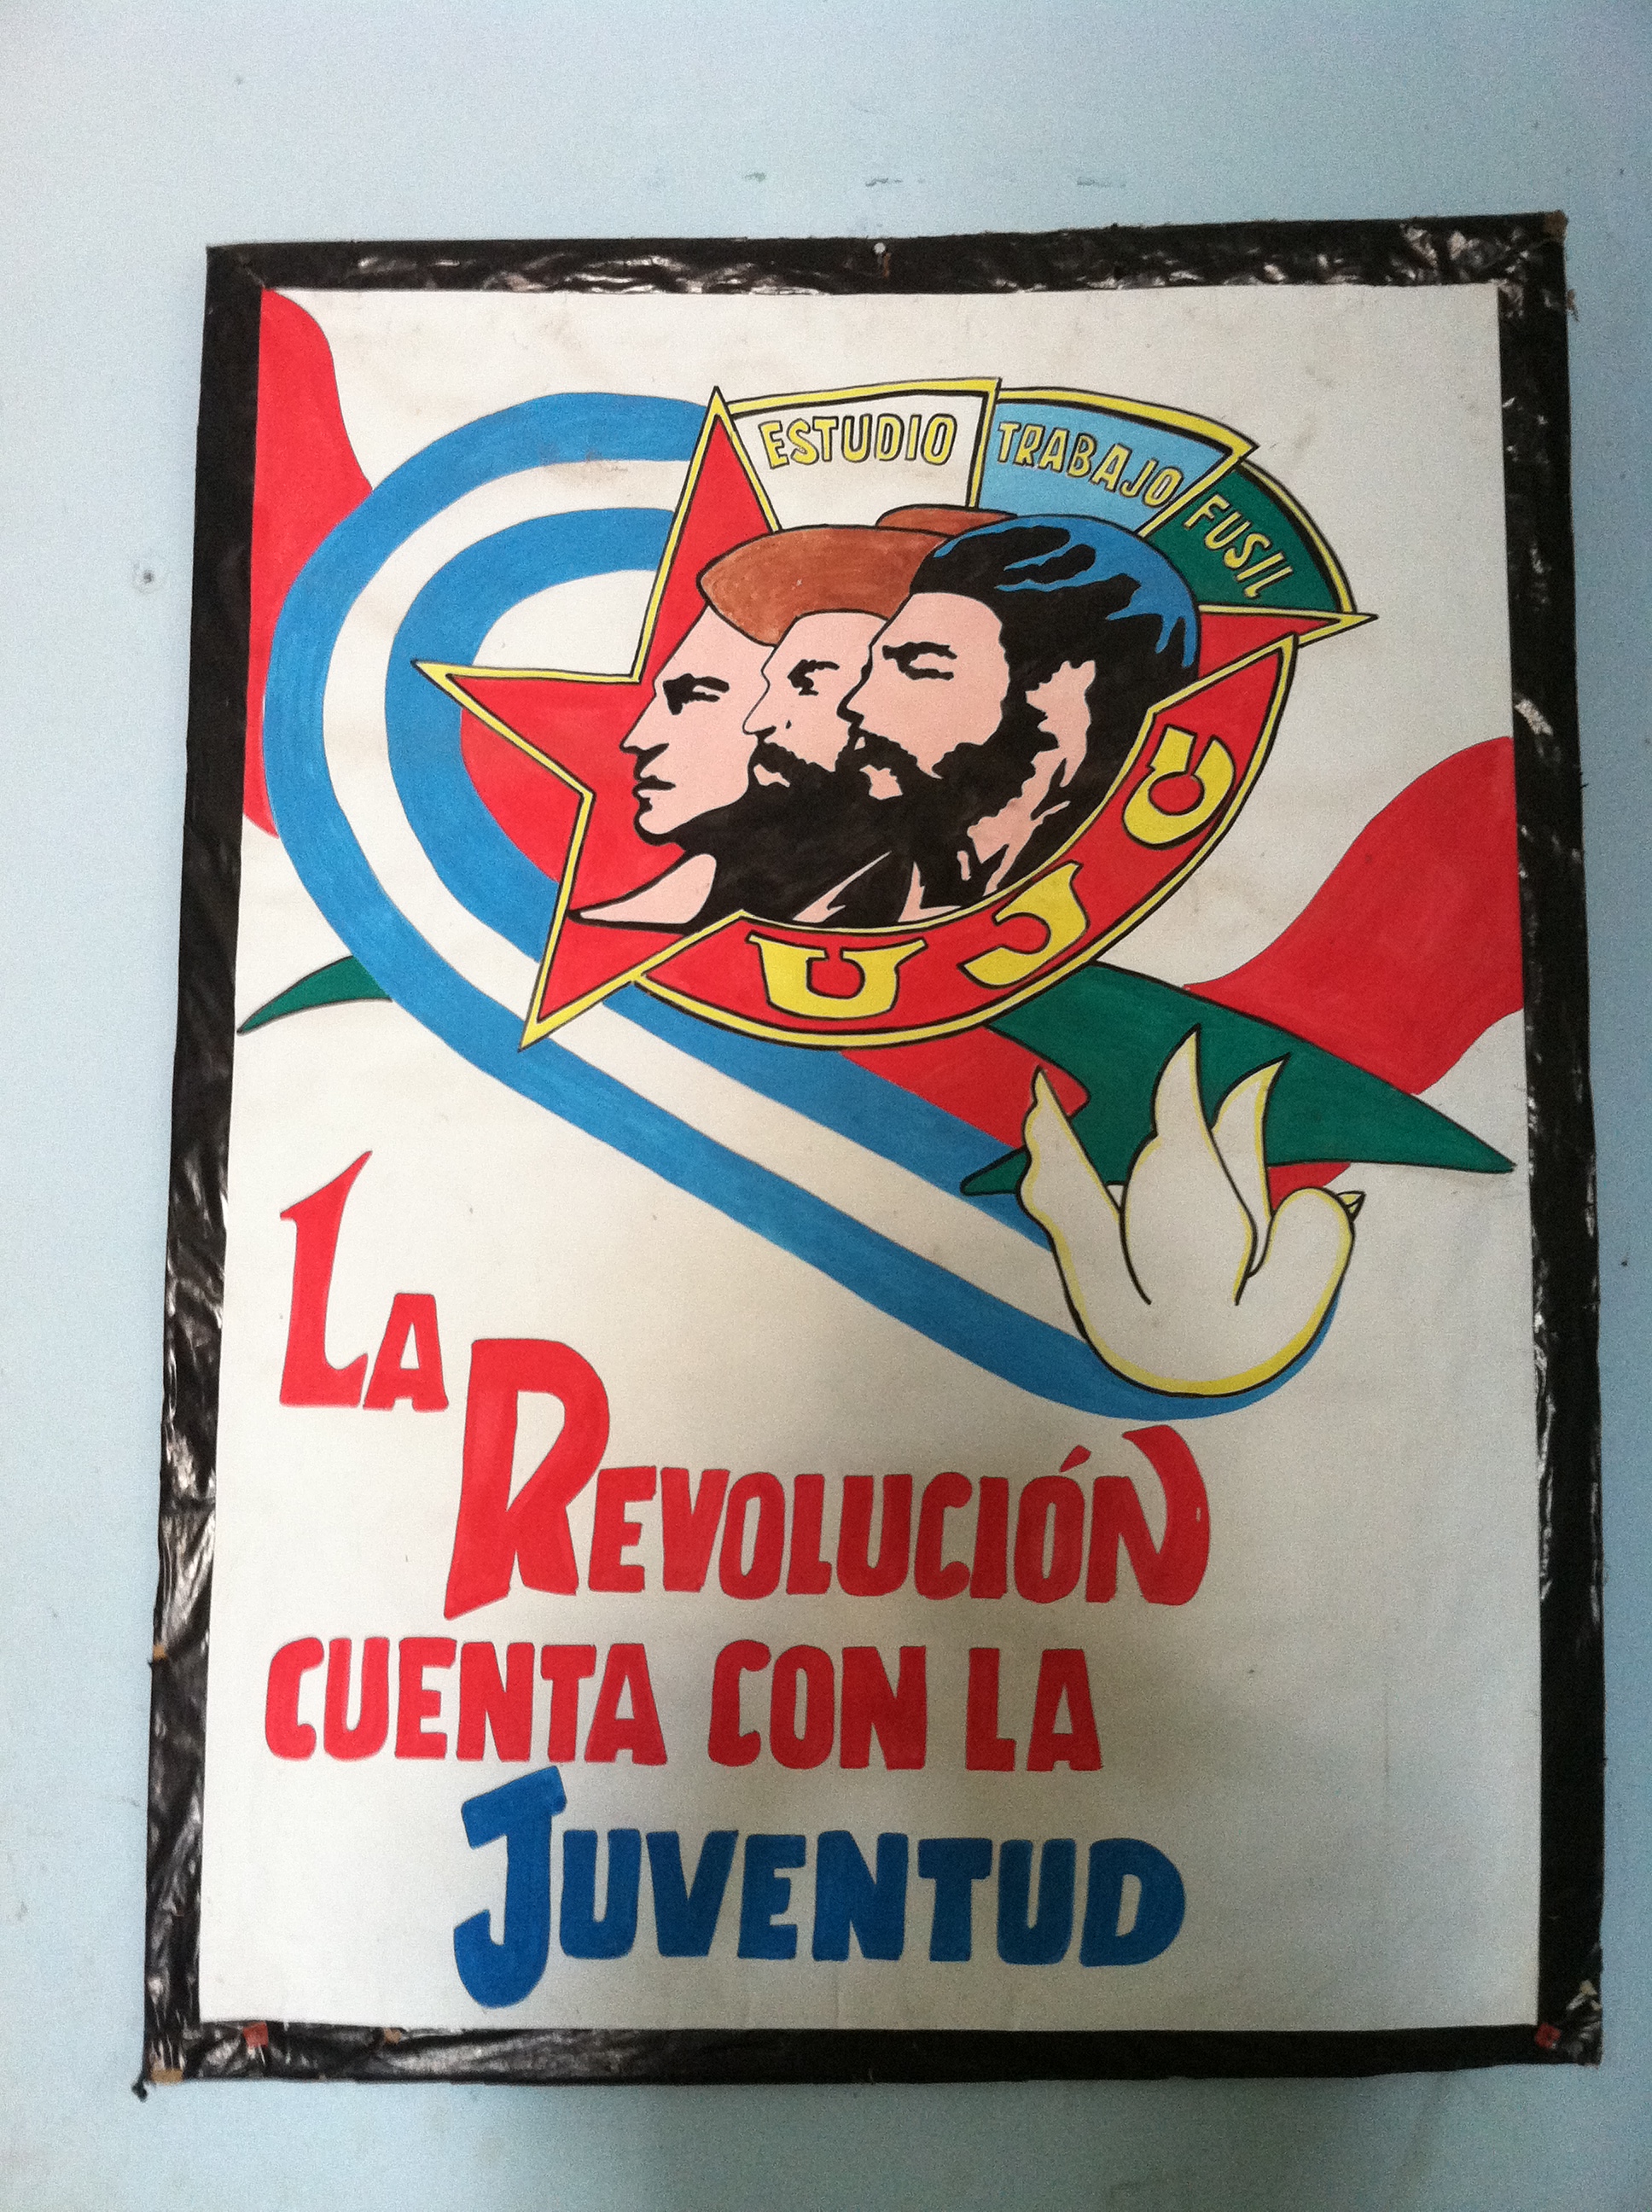 ESTUDIO TRABAJO FUSIL
UJC
LA
REVOLUCIÓN
CUENTA CON LA
JUVENTUD